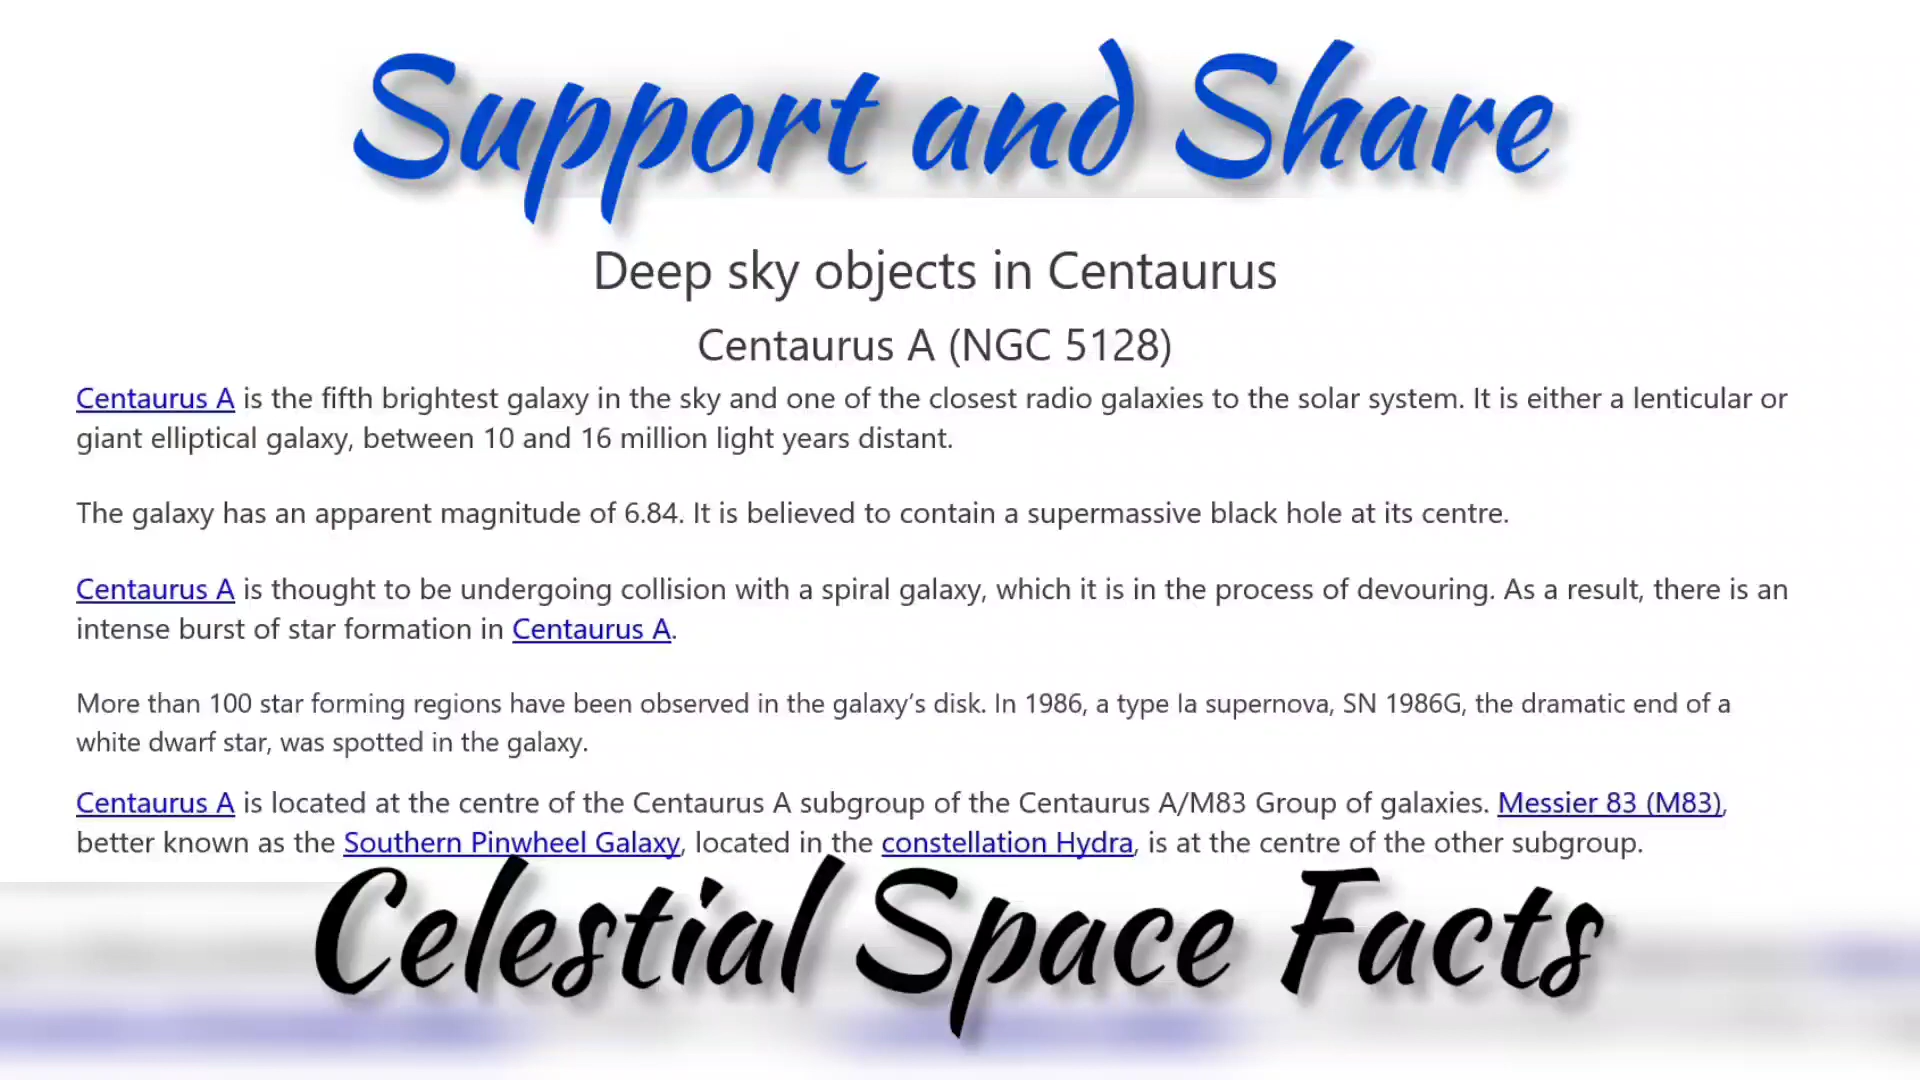 Support and Share
Deep sky objects in Centaurus
Centaurus A (NGC 5128)
Centaurus A is the fifth brightest galaxy in the sky and one of the closest radio galaxies to the solar system. It is either a lenticular or
giant elliptical galaxy, between 10 and 16 million light years distant.
The galaxy has an apparent magnitude of 6.84. It is believed to contain a supermassive black hole at its centre.
Centaurus A is thought to be undergoing collision with a spiral galaxy, which it is in the process of devouring. As a result, there is an
intense burst of star formation in Centaurus A.
More than 100 star forming regions have been observed in the galaxy’s disk. In 1986, a type Ia supernova, SN 1986G, the dramatic end of a
white dwarf star, was spotted in the galaxy.
Centaurus A is located at the centre of the Centaurus A subgroup of the Centaurus A/M83 Group of galaxies. Messier 83 (M83),
better known as the Southern Pinwheel Galaxy, located in the constellation Hydra, is at the centre of the other subgroup.
Celestial Space Facts